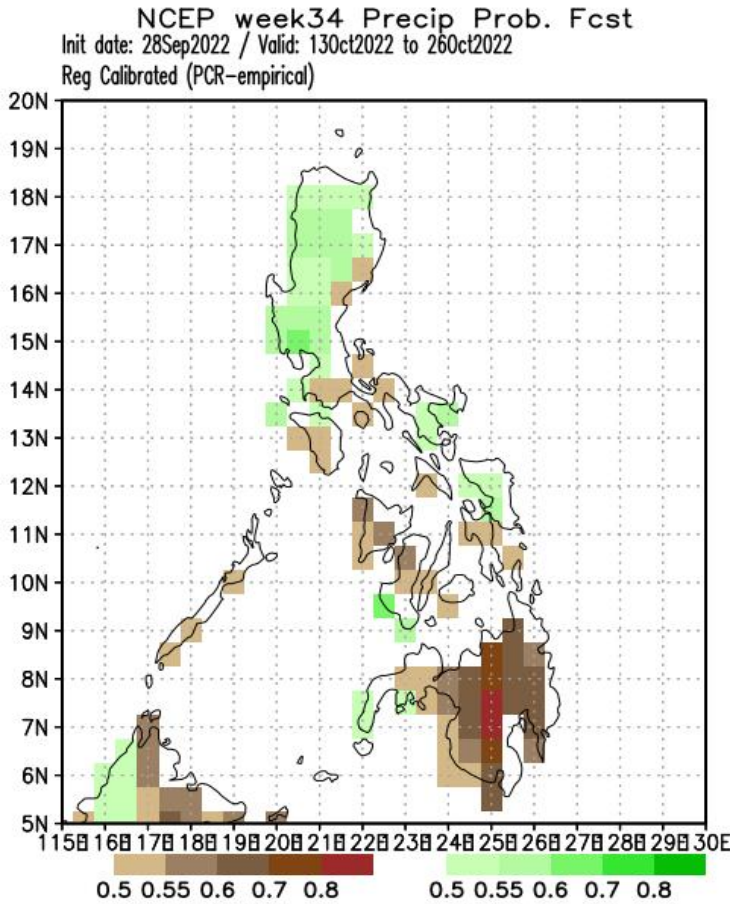 NCEP week34 Precip Prob. Fcst
Init date: 28Sep2022 / Valid: 13Oct2022 to 26Oct2022
Reg Calibrated (PCR-empirical)
20N
19N
18N
17N
16N
15N
14N
13N
12N
11N
10N
9N
8N
7N
6N
5N
115E 116E 117E 118E 119E 120E 121E 122E 123E 124E 125E 126E 127E 128E 129E 130E
0.5 0.55 0.6 0.7 0.8 0.5 0.55 0.6 0.7 0.8